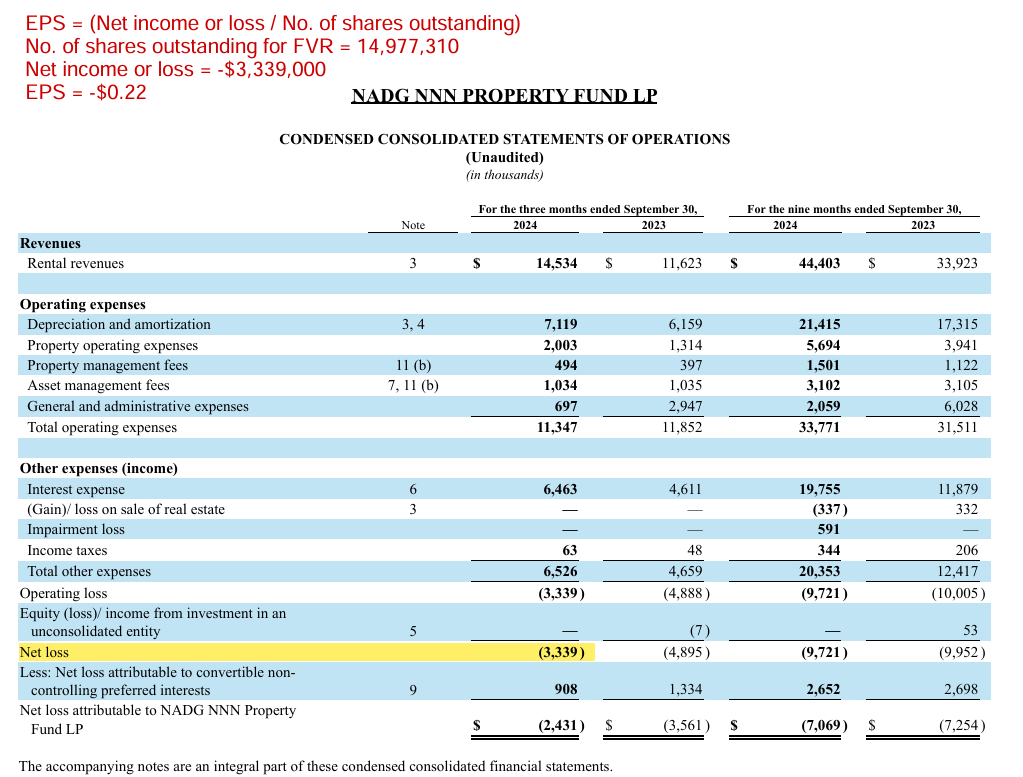 EPS = (Net income or loss / No. of shares outstanding)
No. of shares outstanding for FVR = 14,977,310
Net income or loss = -$3,339,000
EPS = -$0.22
NADG NNN PROPERTY FUND LP
CONDENSED CONSOLIDATED STATEMENTS OF OPERATIONS
(Unaudited)
(in thousands)
For the three months ended September 30, For the nine months ended September 30,
Note 2024 2023 2024 2023
Revenues
Rental revenues 3 $ 14,534 $ 11,623 $ 44,403 $ 33,923
Operating expenses
Depreciation and amortization 3, 4 7,119 6,159 21,415 17,315
Property operating expenses 2,003 1,314 5,694 3,941
Property management fees 11 (b) 494 397 1,501 1,122
Asset management fees 7, 11 (b) 1,034 1,035 3,102 3,105
General and administrative expenses 697 2,947 2,059 6,028
Total operating expenses 11,347 11,852 33,771 31,511
Other expenses (income)
Interest expense 6 6,463 4,611 19,755 11,879
(Gain)/ loss on sale of real estate 3 — — (337) 332
Impairment loss — — 591 —
Income taxes 63 48 344 206
Total other expenses 6,526 4,659 20,353 12,417
Operating loss (3,339) (4,888) (9,721) (10,005)
Equity (loss)/ income from investment in an
unconsolidated entity 5 — (7) — 53
Net loss (3,339) (4,895) (9,721) (9,952)
Less: Net loss attributable to convertible non-
controlling preferred interests 9 908 1,334 2,652 2,698
Net loss attributable to NADG NNN Property
Fund LP $ (2,431) $ (3,561) $ (7,069) $ (7,254)
The accompanying notes are an integral part of these condensed consolidated financial statements.